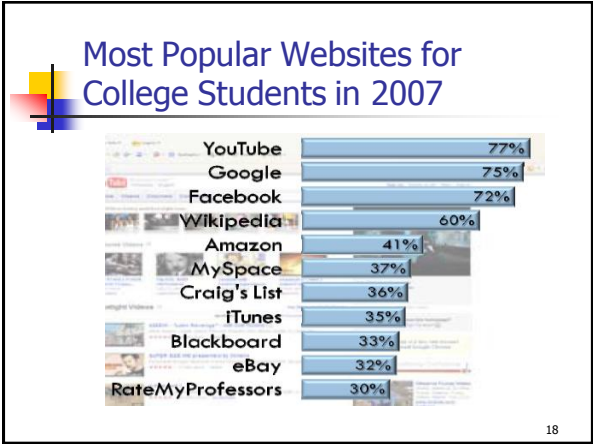 Most Popular Websites for
College Students in 2007
YouTube 77%
Google 75%
Facebook 72%
Wikipedia 60%
Amazon 41%
MySpace 37%
Craig's List 36%
iTunes 35%
Blackboard 33%
eBay 32%
RateMyProfessors 30%
18